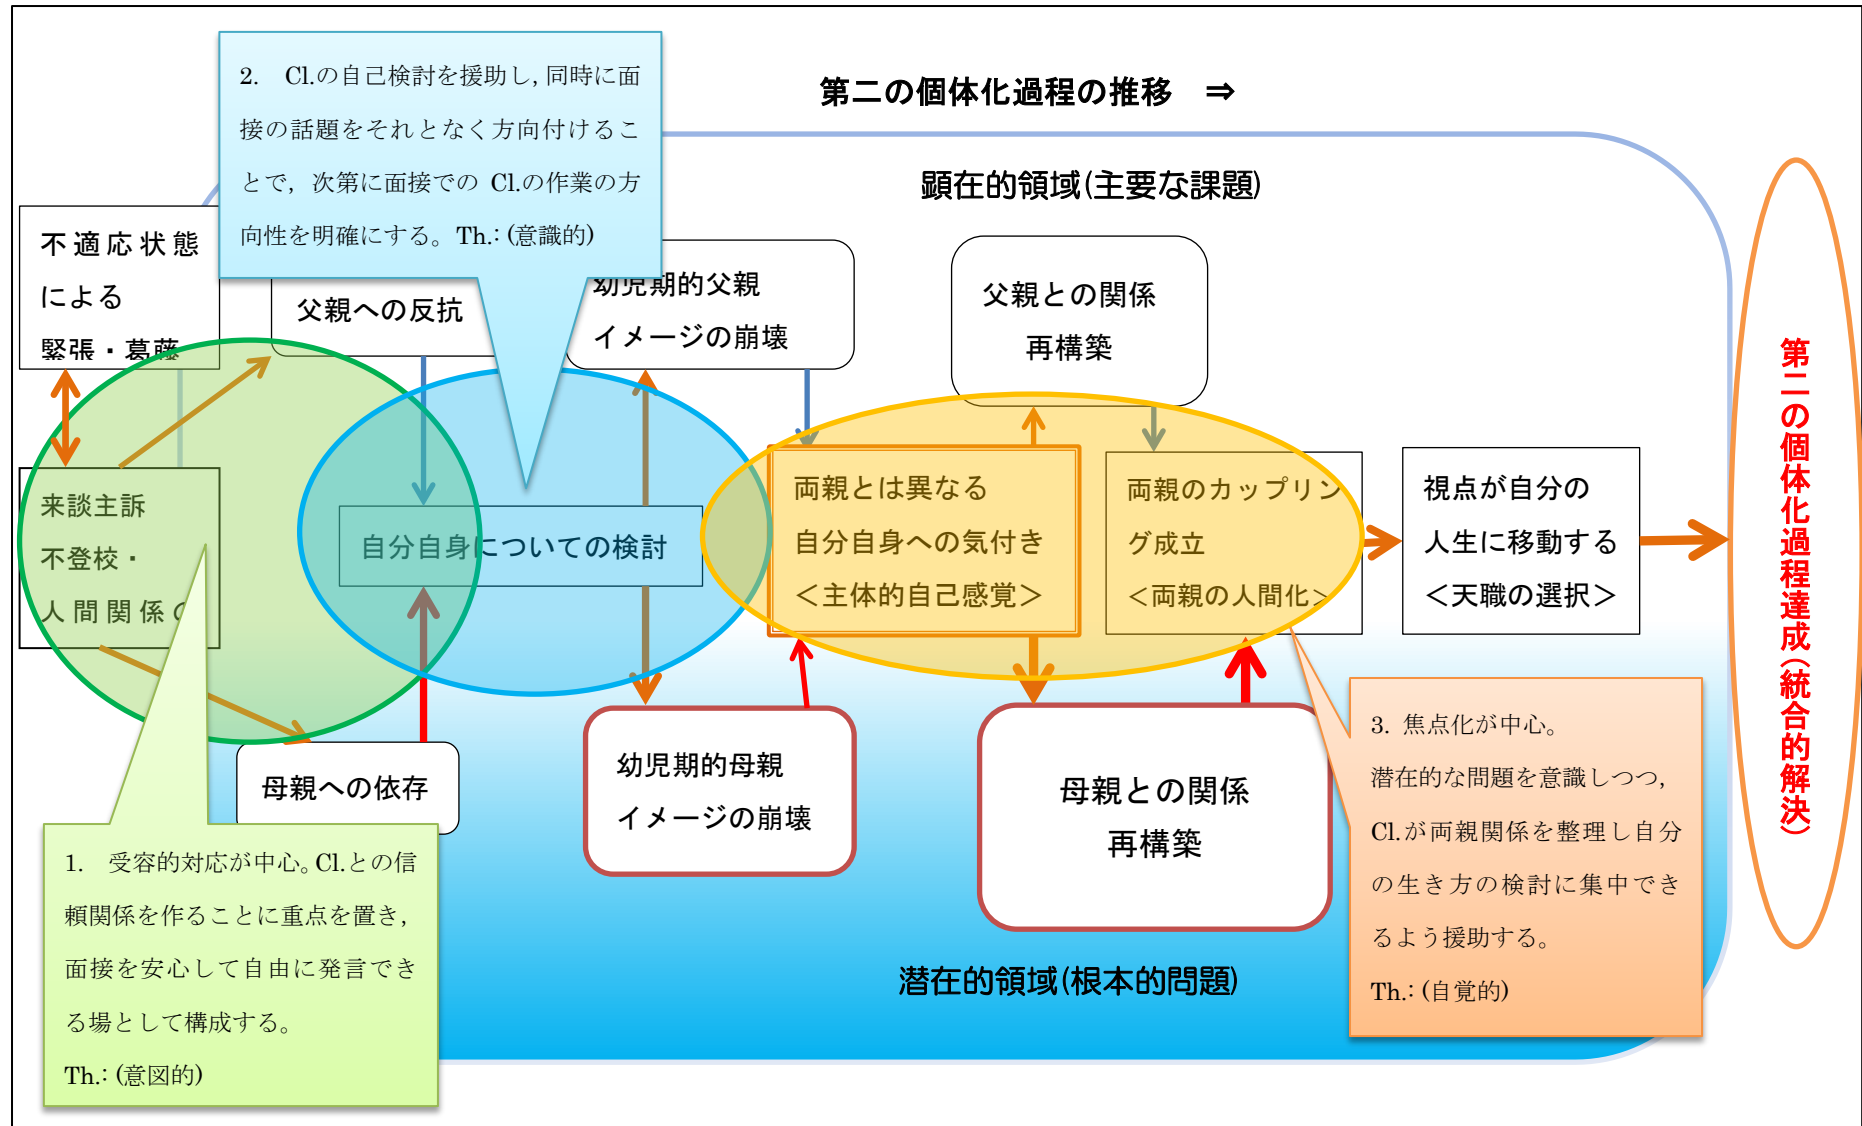 2. Cl.の自己検討を援助し,同時に面
接の話題をそれとなく方向付けるこ
とで,次第に面接での Cl.の作業の方
向性を明確にする。Th.: (意識的)
第二の個体化過程の推移 ⇒
顕在的領域(主要な課題)
不適応状態
による
緊張・葛藤
父親への反抗
幼児期的父親
イメージの崩壊
父親との関係
再構築
来談主訴
不登校・
人間関係の
自分自身についての検討
両親とは異なる
自分自身への気付き
<主体的自己感覚>
両親のカップリン
グ成立
<両親の人間化>
視点が自分の
人生に移動する
<天職の選択>
第二の個体化過程達成(統合的解決)
母親への依存
幼児期的母親
イメージの崩壊
母親との関係
再構築
潜在的領域(根本的問題)
1. 受容的対応が中心。Cl.との信
頼関係を作ることに重点を置き,
面接を安心して自由に発言でき
る場として構成する。
Th.: (意図的)
3. 焦点化が中心。
潜在的な問題を意識しつつ,
Cl.が両親関係を整理し自分
の生き方の検討に集中でき
るよう援助する。
Th.: (自覚的)